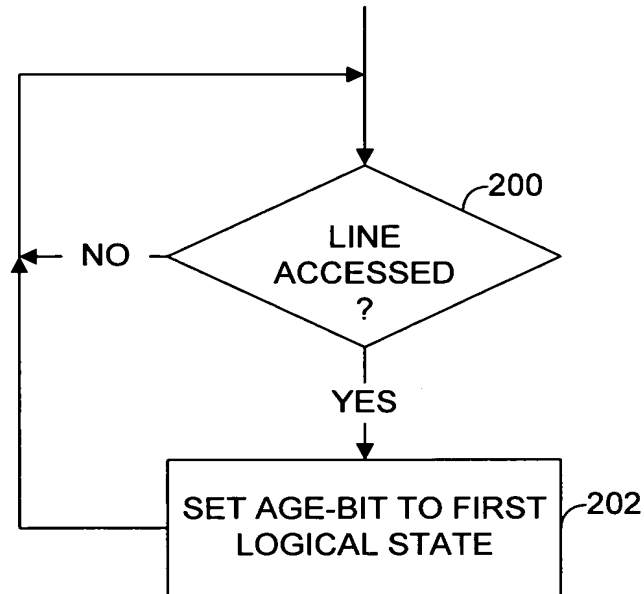 200
LINE
ACCESSED
?
NO
YES
SET AGE-BIT TO FIRST
LOGICAL STATE
202